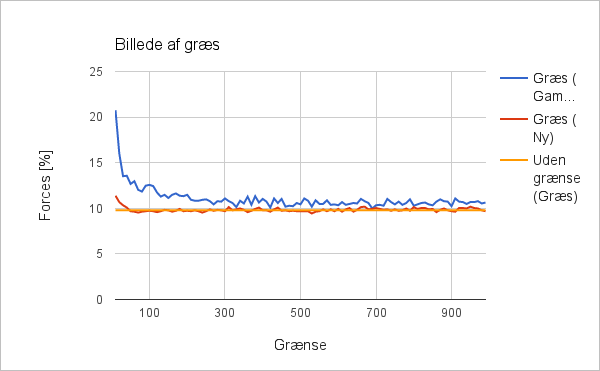 Billede af græs
25
20
15
10
5
0
Forces [%]
100
300
500
700
900
Grænse
Græs (
Gam...
Græs (
Ny)
Uden
grænse
(Græs)